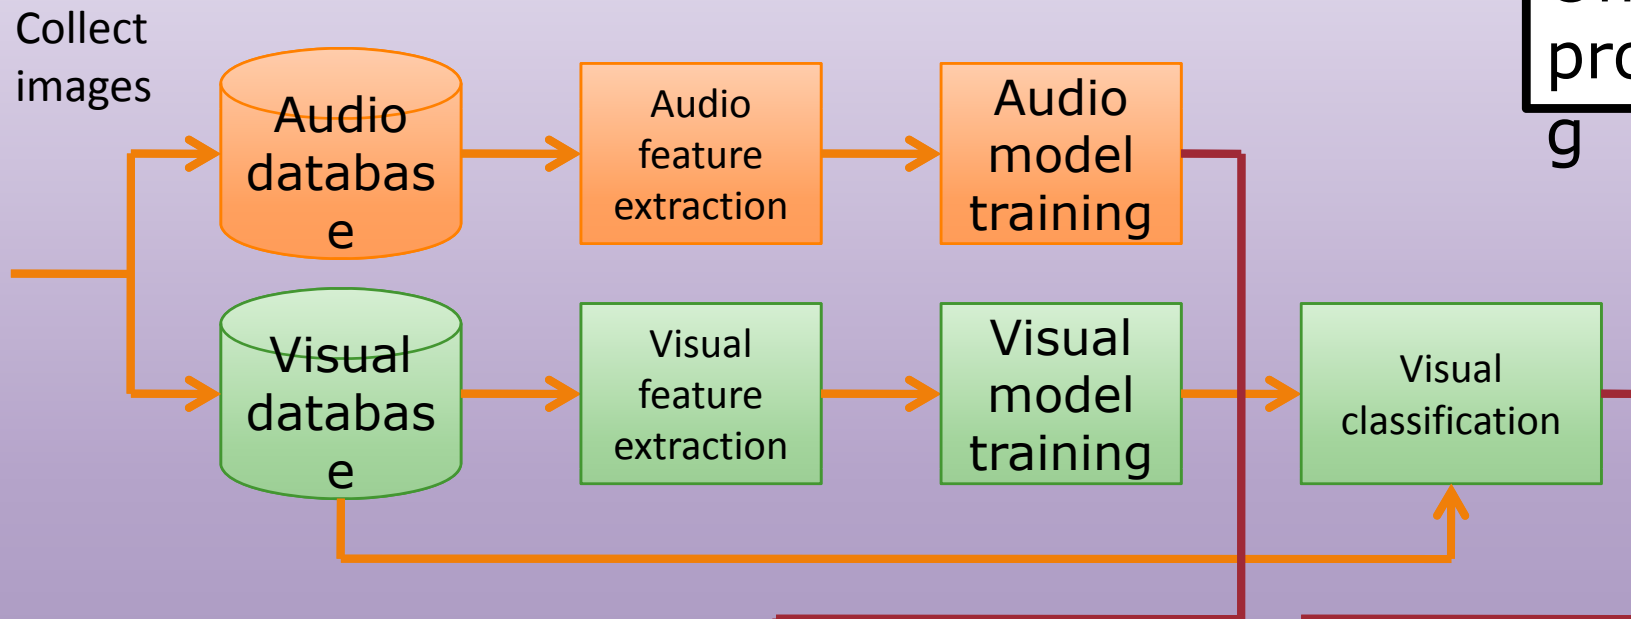 Collect
images
Audio
databas
e
Audio
feature
extraction
Audio
model
training
g
Visual
databas
e
Visual
feature
extraction
Visual
model
training
Visual
classification